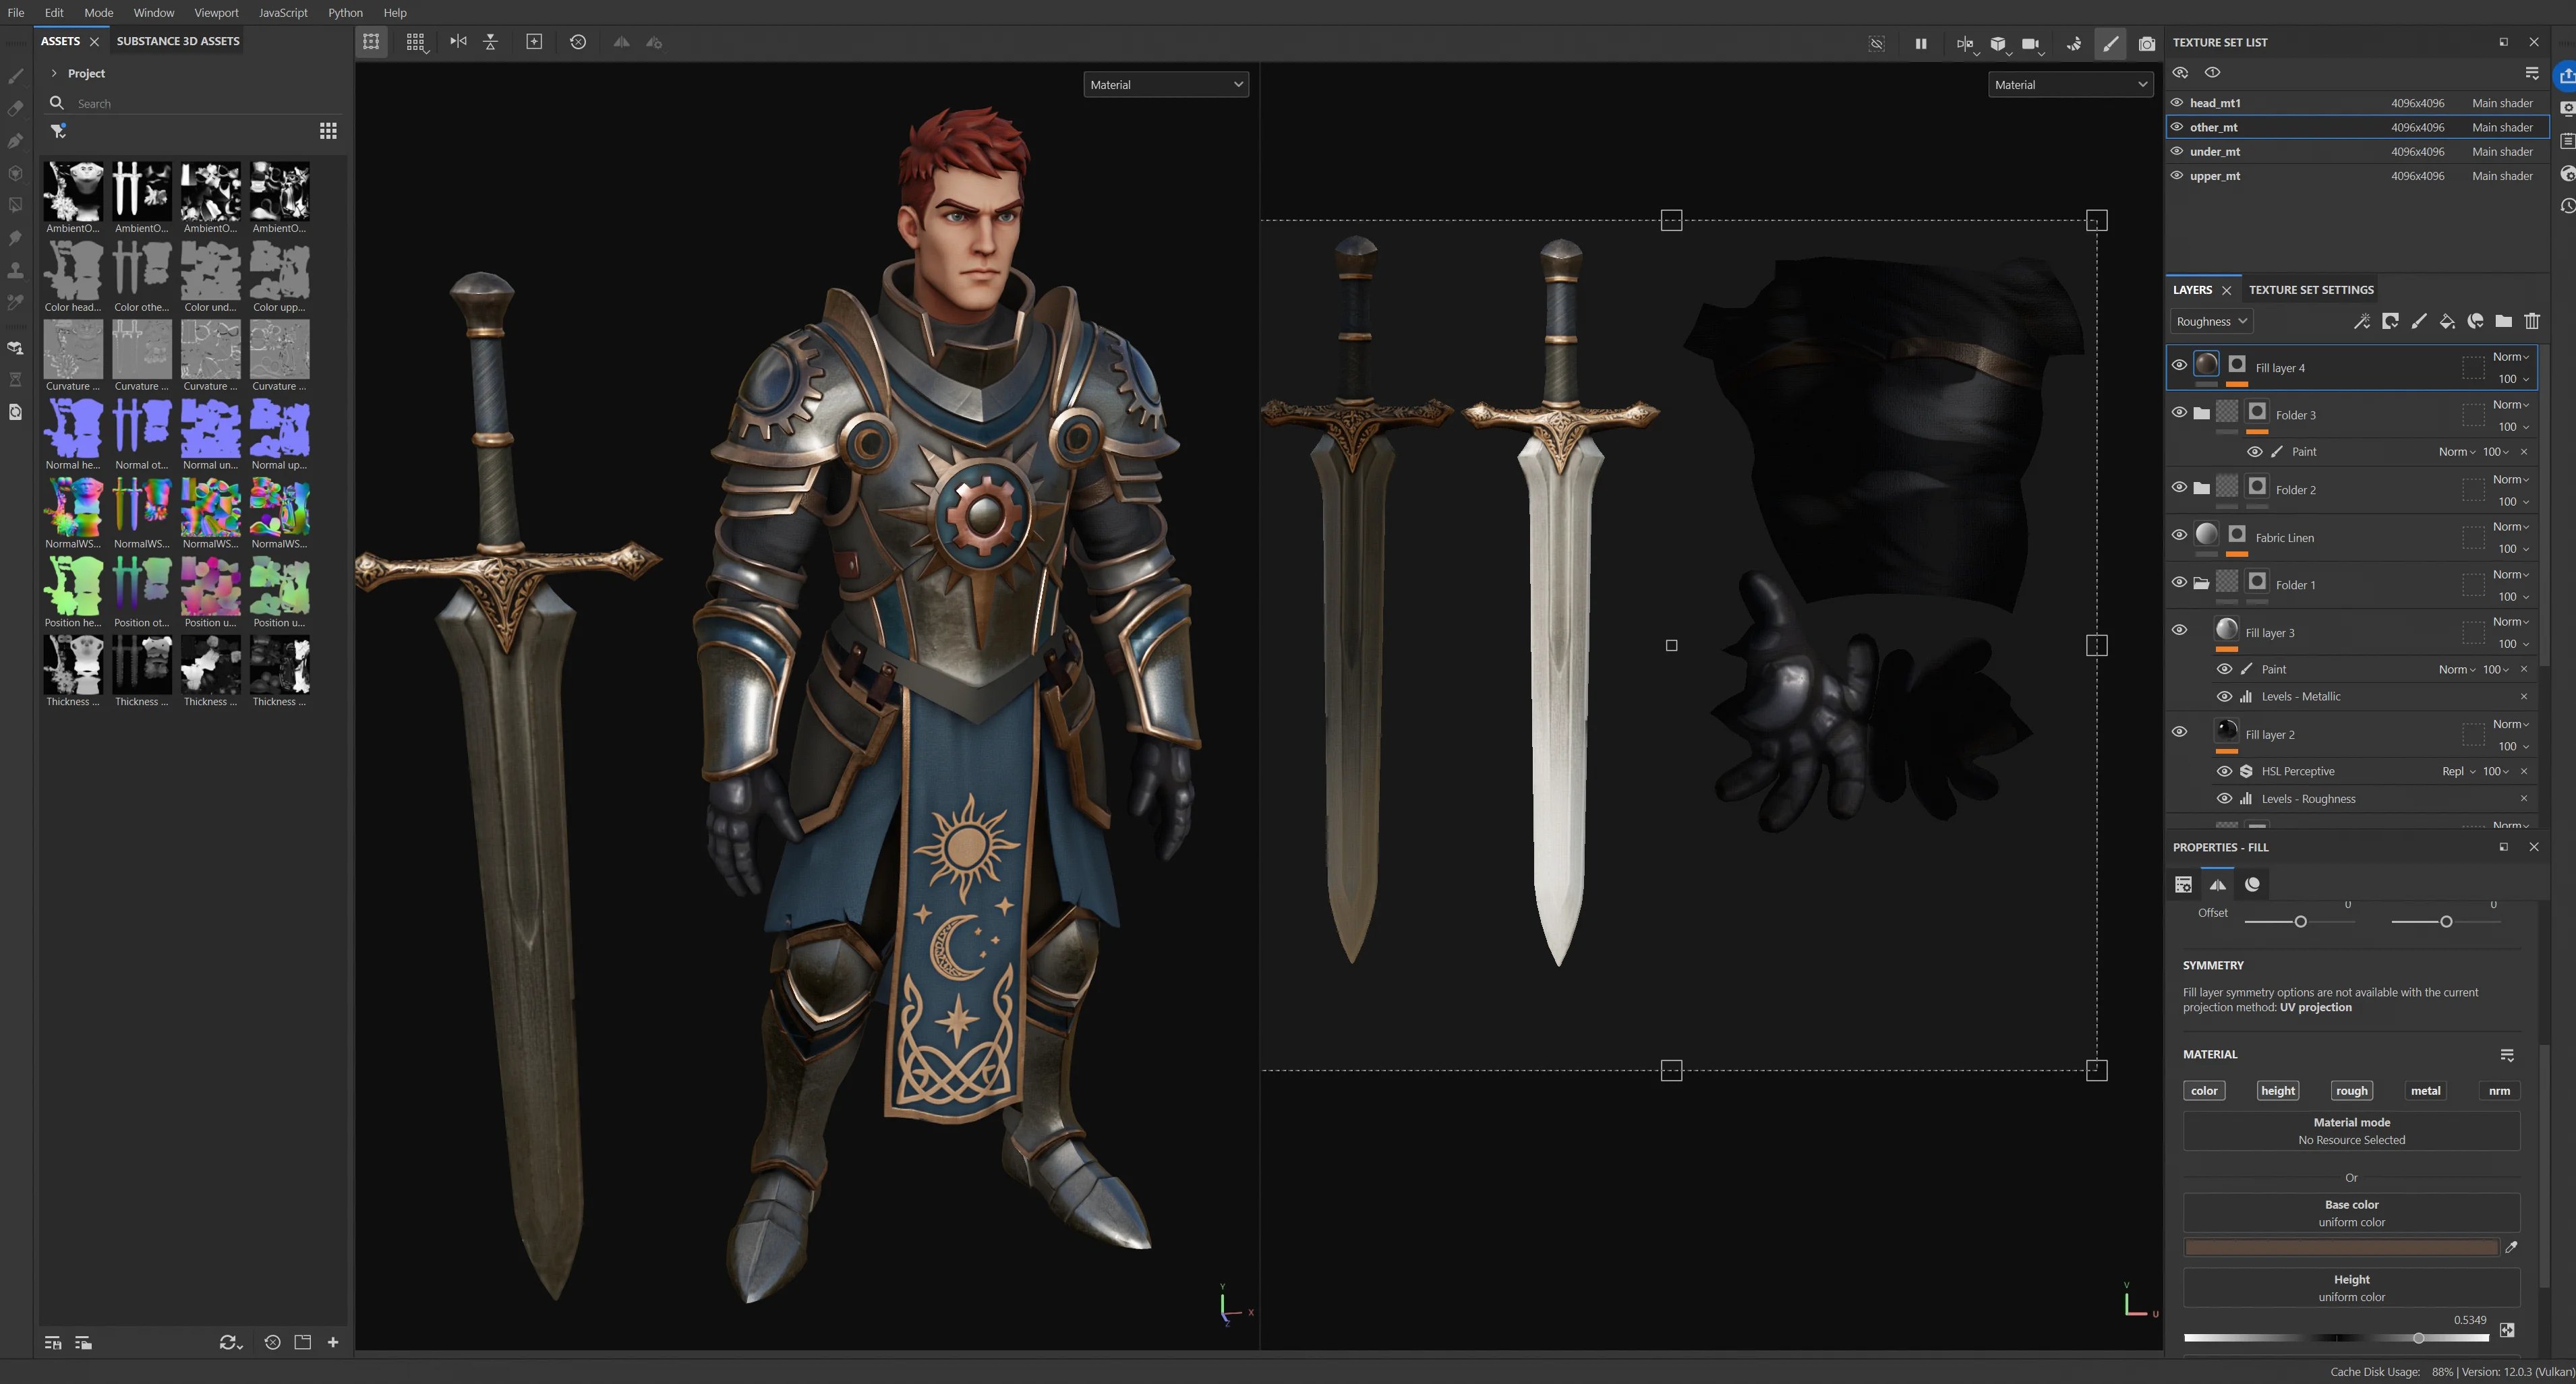 File Edit Mode Window Viewport JavaScript Python Help
ASSETS SUBSTANCE 3D ASSETS
Project
Search
AmbientO... AmbientO... AmbientO... AmbientO...
Color head... Color othe... Color und... Color upp...
Curvature ... Curvature ... Curvature ... Curvature ...
Normal he... Normal ot... Normal un... Normal up...
NormalWS... NormalWS... NormalWS... NormalWS...
Position he... Position ot... Position u... Position u...
Thickness ... Thickness ... Thickness ... Thickness ...
Material
Y
X
Z
Material
V
U
TEXTURE SET LIST
head_mt1 4096x4096 Main shader
other_mt 4096x4096 Main shader
under_mt 4096x4096 Main shader
upper_mt 4096x4096 Main shader
LAYERS TEXTURE SET SETTINGS
Roughness
Fill layer 4 Norm 100
Folder 3 Norm 100
Paint Norm 100
Folder 2 Norm 100
Fabric Linen Norm 100
Folder 1 Norm 100
Fill layer 3 Norm 100
Paint Norm 100
Levels - Metallic
Fill layer 2 Norm 100
HSL Perceptive Repl 100
Levels - Roughness
Norm
PROPERTIES - FILL
Offset 0 0
SYMMETRY
Fill layer symmetry options are not available with the current
projection method: UV projection
MATERIAL
color height rough metal nrm
Material mode
No Resource Selected
Or
Base color
uniform color
Height
uniform color
0.5349
Cache Disk Usage: 88% | Version: 12.0.3 (Vulkan)